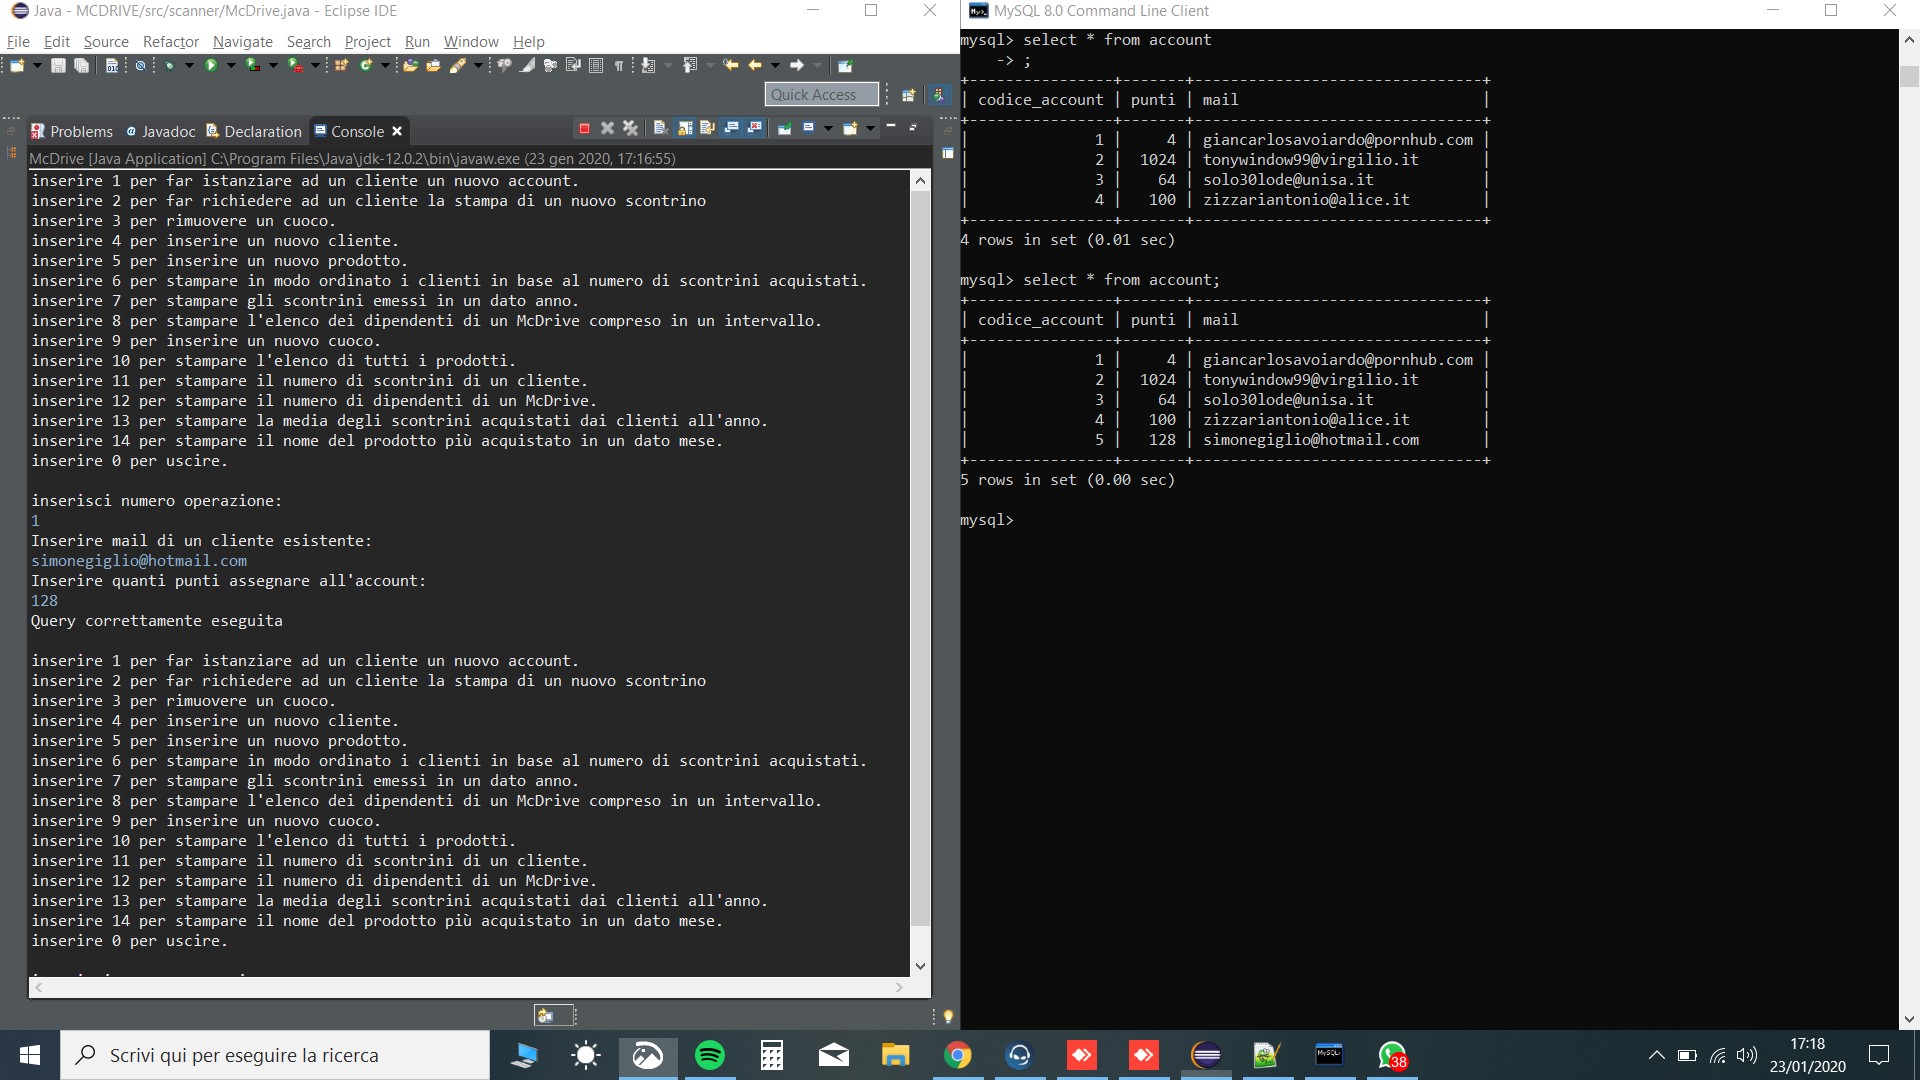 Java - MCDRIVE/src/scanner/McDrive.java - Eclipse IDE
File Edit Source Refactor Navigate Search Project Run Window Help
Quick Access
Problems Javadoc Declaration Console
McDrive [Java Application] C:\Program Files\Java\jdk-12.0.2\bin\javaw.exe (23 gen 2020, 17:16:55)
inserire 1 per far istanziare ad un cliente un nuovo account.
inserire 2 per far richiedere ad un cliente la stampa di un nuovo scontrino
inserire 3 per rimuovere un cuoco.
inserire 4 per inserire un nuovo cliente.
inserire 5 per inserire un nuovo prodotto.
inserire 6 per stampare in modo ordinato i clienti in base al numero di scontrini acquistati.
inserire 7 per stampare gli scontrini emessi in un dato anno.
inserire 8 per stampare l'elenco dei dipendenti di un McDrive compreso in un intervallo.
inserire 9 per inserire un nuovo cuoco.
inserire 10 per stampare l'elenco di tutti i prodotti.
inserire 11 per stampare il numero di scontrini di un cliente.
inserire 12 per stampare il numero di dipendenti di un McDrive.
inserire 13 per stampare la media degli scontrini acquistati dai clienti all'anno.
inserire 14 per stampare il nome del prodotto più acquistato in un dato mese.
inserire 0 per uscire.
inserisci numero operazione:
1
Inserire mail di un cliente esistente:
simonegiglio@hotmail.com
Inserire quanti punti assegnare all'account:
128
Query correttamente eseguita
inserire 1 per far istanziare ad un cliente un nuovo account.
inserire 2 per far richiedere ad un cliente la stampa di un nuovo scontrino
inserire 3 per rimuovere un cuoco.
inserire 4 per inserire un nuovo cliente.
inserire 5 per inserire un nuovo prodotto.
inserire 6 per stampare in modo ordinato i clienti in base al numero di scontrini acquistati.
inserire 7 per stampare gli scontrini emessi in un dato anno.
inserire 8 per stampare l'elenco dei dipendenti di un McDrive compreso in un intervallo.
inserire 9 per inserire un nuovo cuoco.
inserire 10 per stampare l'elenco di tutti i prodotti.
inserire 11 per stampare il numero di scontrini di un cliente.
inserire 12 per stampare il numero di dipendenti di un McDrive.
inserire 13 per stampare la media degli scontrini acquistati dai clienti all'anno.
inserire 14 per stampare il nome del prodotto più acquistato in un dato mese.
inserire 0 per uscire.
MySQL 8.0 Command Line Client
mysql> select * from account
-> ;
+----------------+-------+--------------------------------+
| codice_account | punti | mail |
+----------------+-------+--------------------------------+
| 1 | 4 | giancarlosavoiardo@pornhub.com |
| 2 | 1024 | tonywindow99@virgilio.it |
| 3 | 64 | solo30lode@unisa.it |
| 4 | 100 | zizzariantonio@alice.it |
+----------------+-------+--------------------------------+
4 rows in set (0.01 sec)
mysql> select * from account;
+----------------+-------+--------------------------------+
| codice_account | punti | mail |
+----------------+-------+--------------------------------+
| 1 | 4 | giancarlosavoiardo@pornhub.com |
| 2 | 1024 | tonywindow99@virgilio.it |
| 3 | 64 | solo30lode@unisa.it |
| 4 | 100 | zizzariantonio@alice.it |
| 5 | 128 | simonegiglio@hotmail.com |
+----------------+-------+--------------------------------+
5 rows in set (0.00 sec)
mysql>
Scrivi qui per eseguire la ricerca
38
17:18
23/01/2020